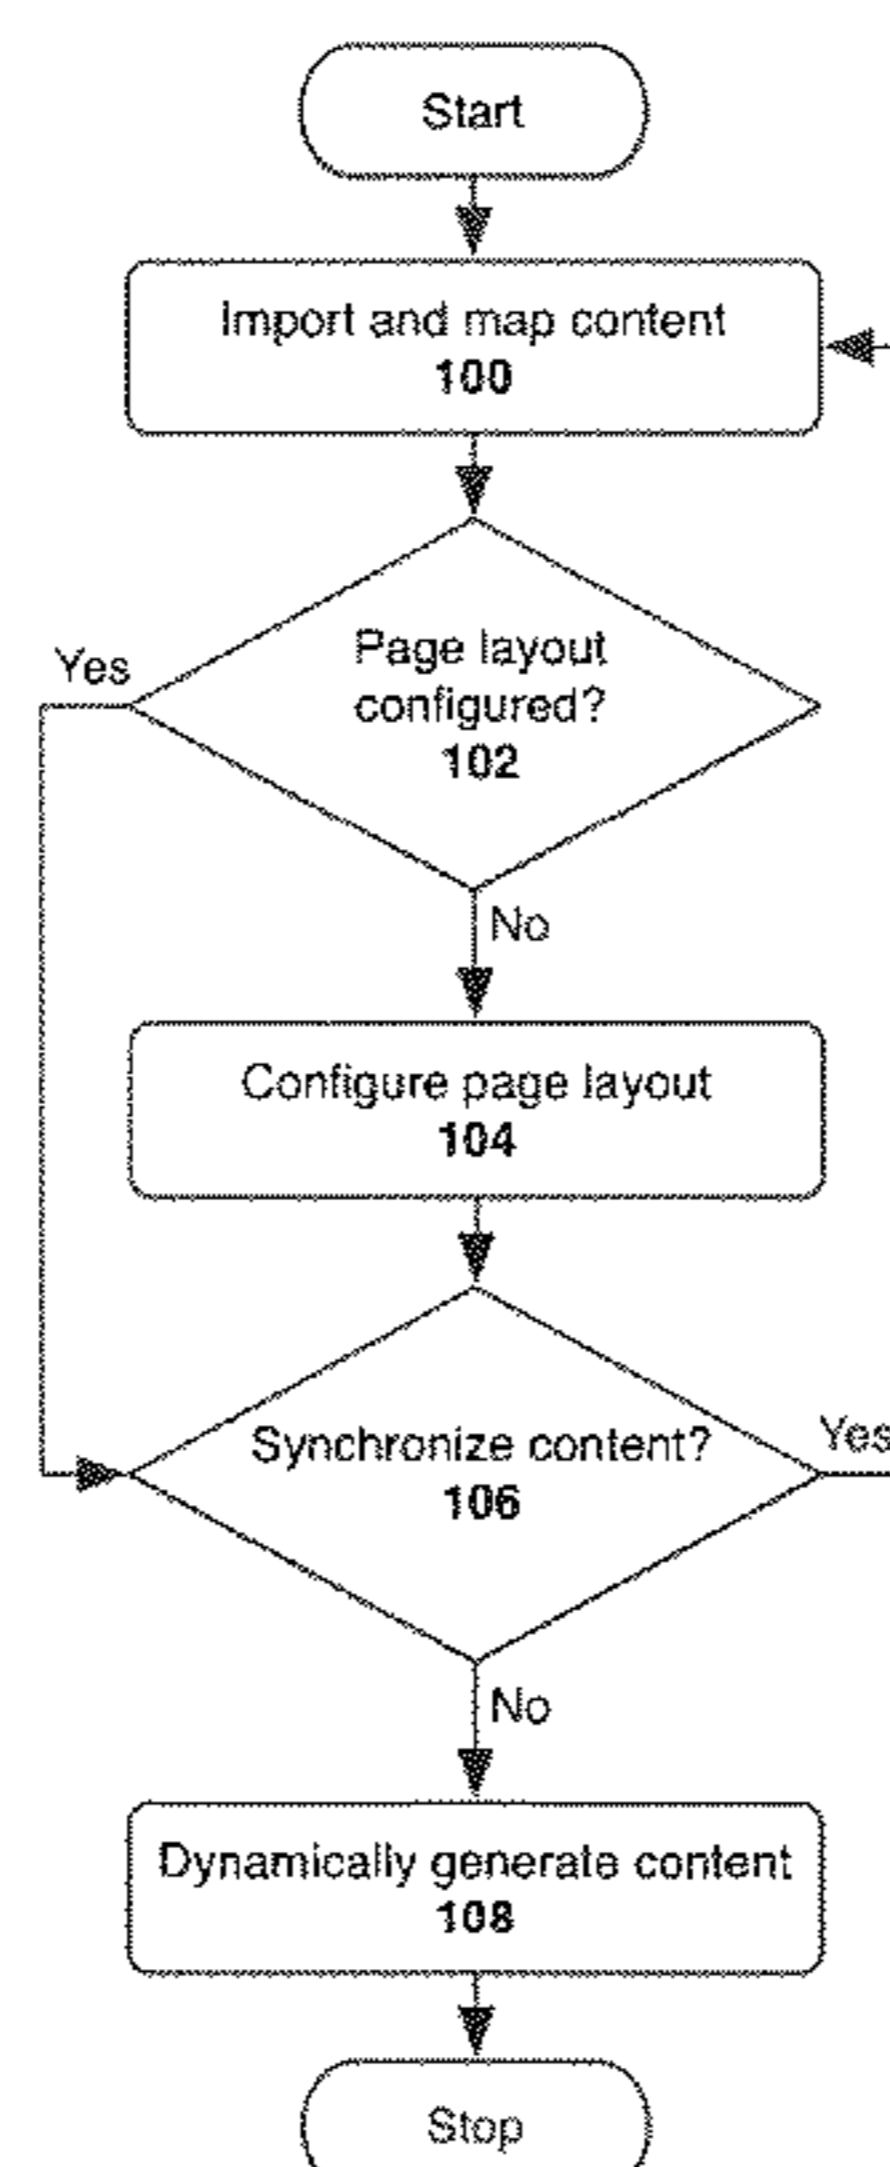 Start
Import and map content
100
Yes
Page layout
configured?
102
No
Configure page layout
104
Synchronize content?
106
Yes
No
Dynamically generate content
108
Stop